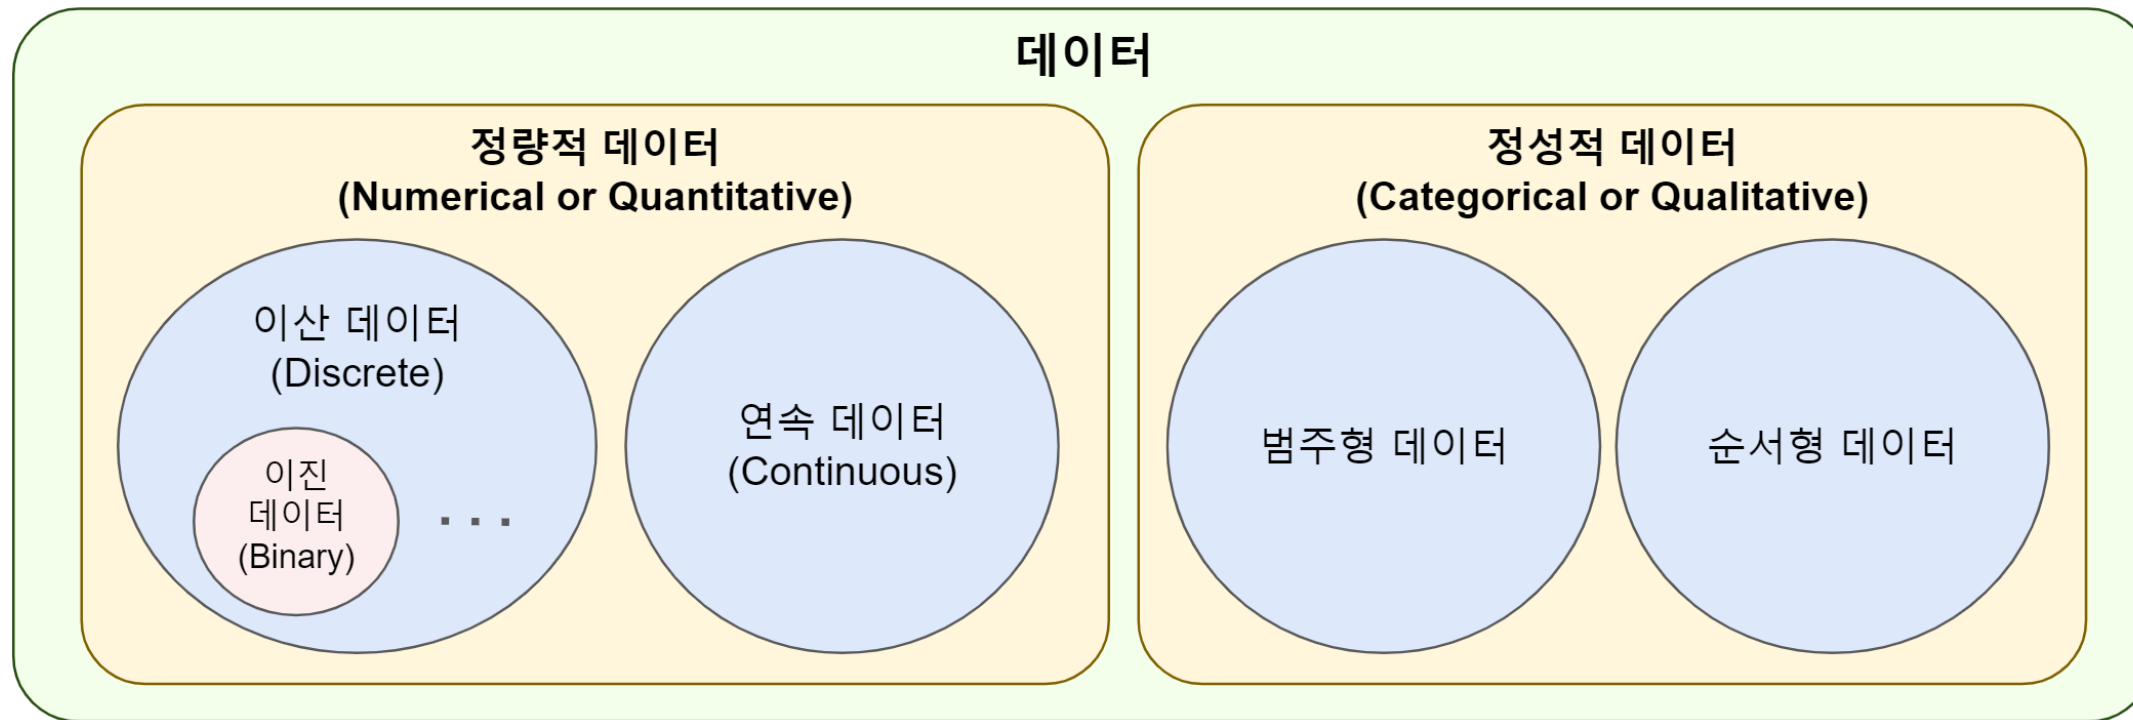 데이터
정량적 데이터
(Numerical or Quantitative)
이산 데이터
(Discrete)
이진
데이터
(Binary)
...
연속 데이터
(Continuous)
정성적 데이터
(Categorical or Qualitative)
범주형 데이터
순서형 데이터